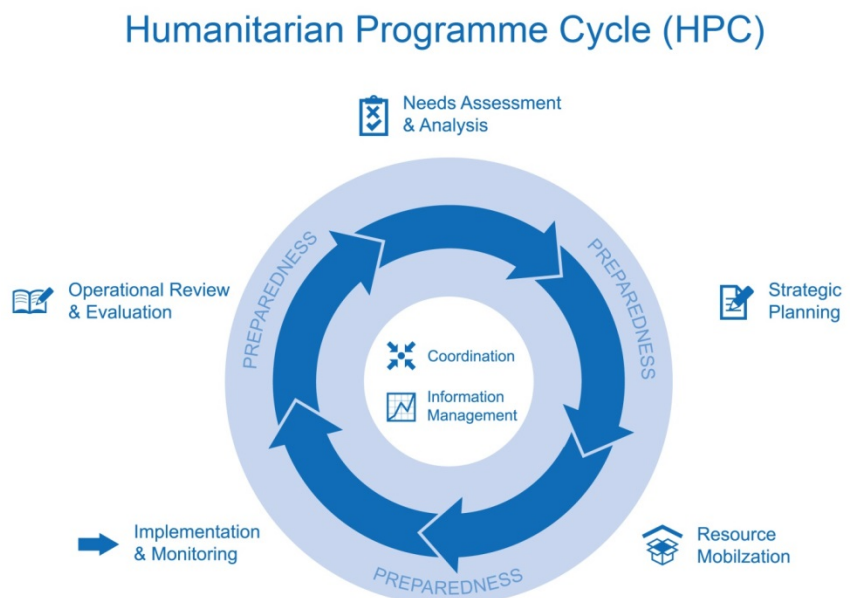 Humanitarian Programme Cycle (HPC)
Needs Assessment
& Analysis
PREPAREDNESS
PREPAREDNESS
Operational Review
& Evaluation
Strategic
Planning
Coordination
Information
Management
Implementation
& Monitoring
Resource
Mobilzation
PREPAREDNESS